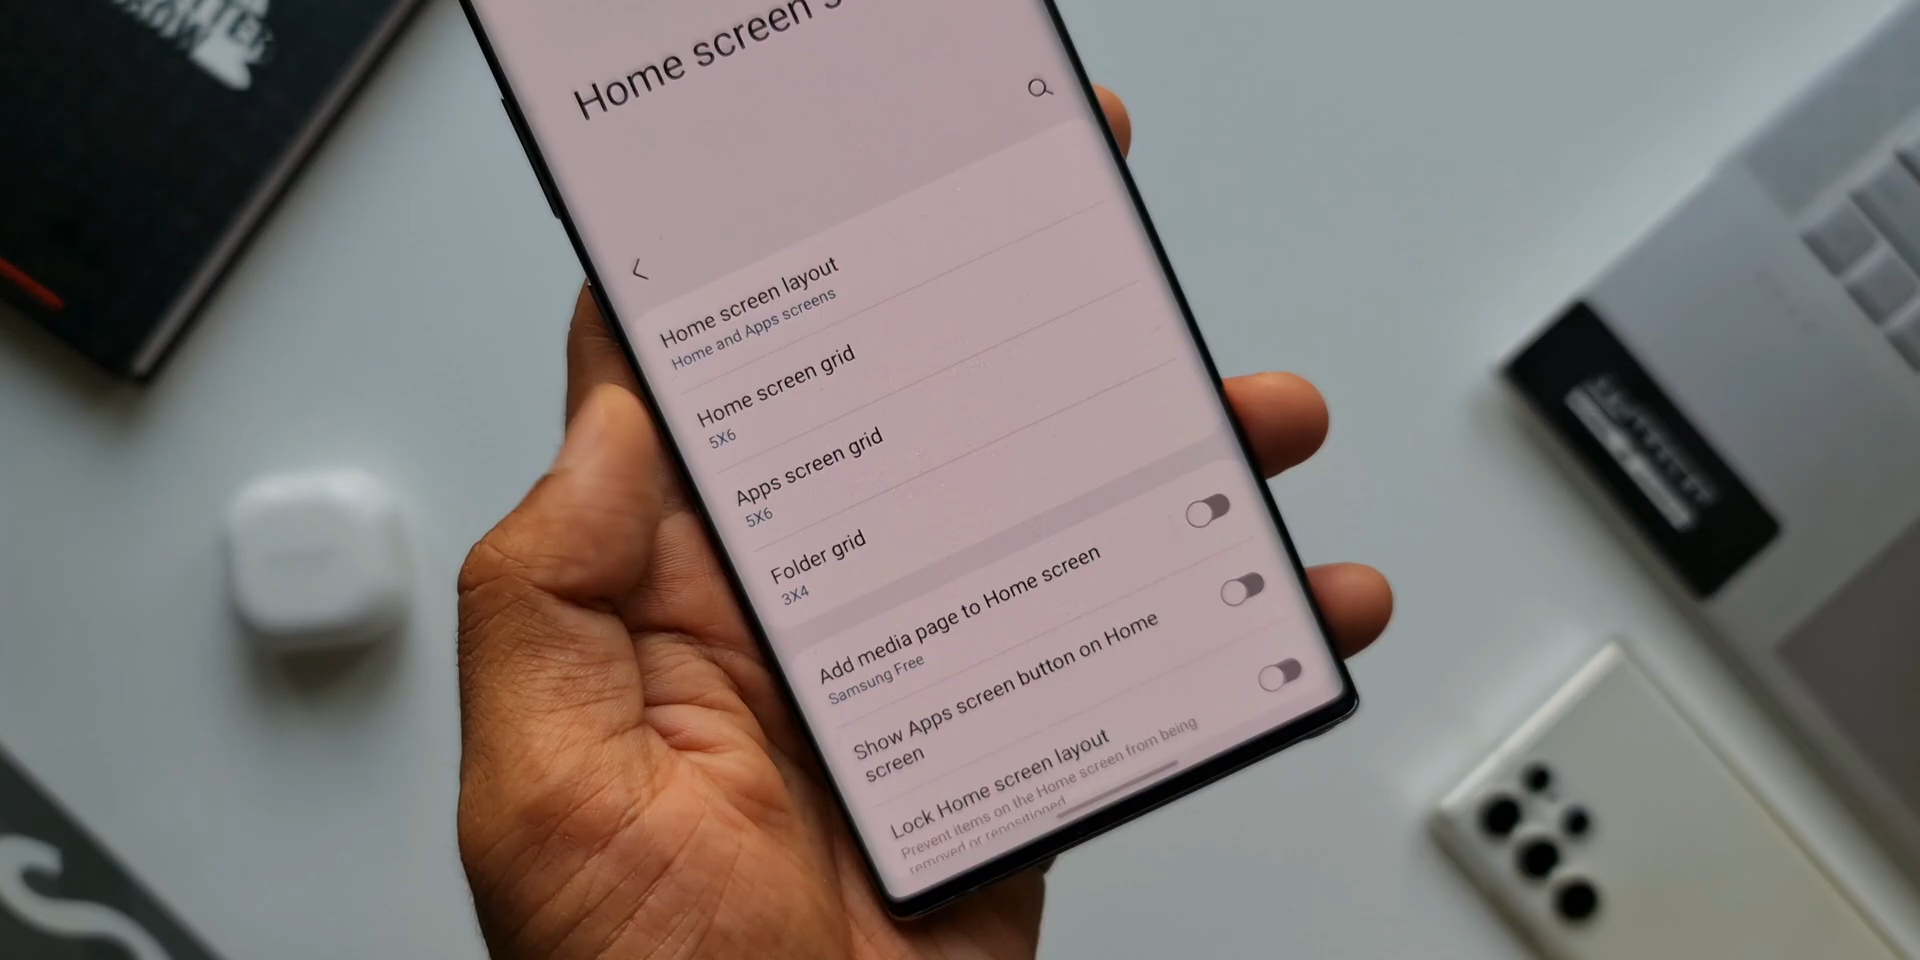 Home screen
Home screen layout
Home and Apps screens
Home screen grid
5X6
Apps screen grid
5X6
Folder grid
3X4
Add media page to Home screen
Samsung Free
Show Apps screen button on Home
screen
Lock Home screen layout
Prevent items on the Home screen from being
removed or repositioned